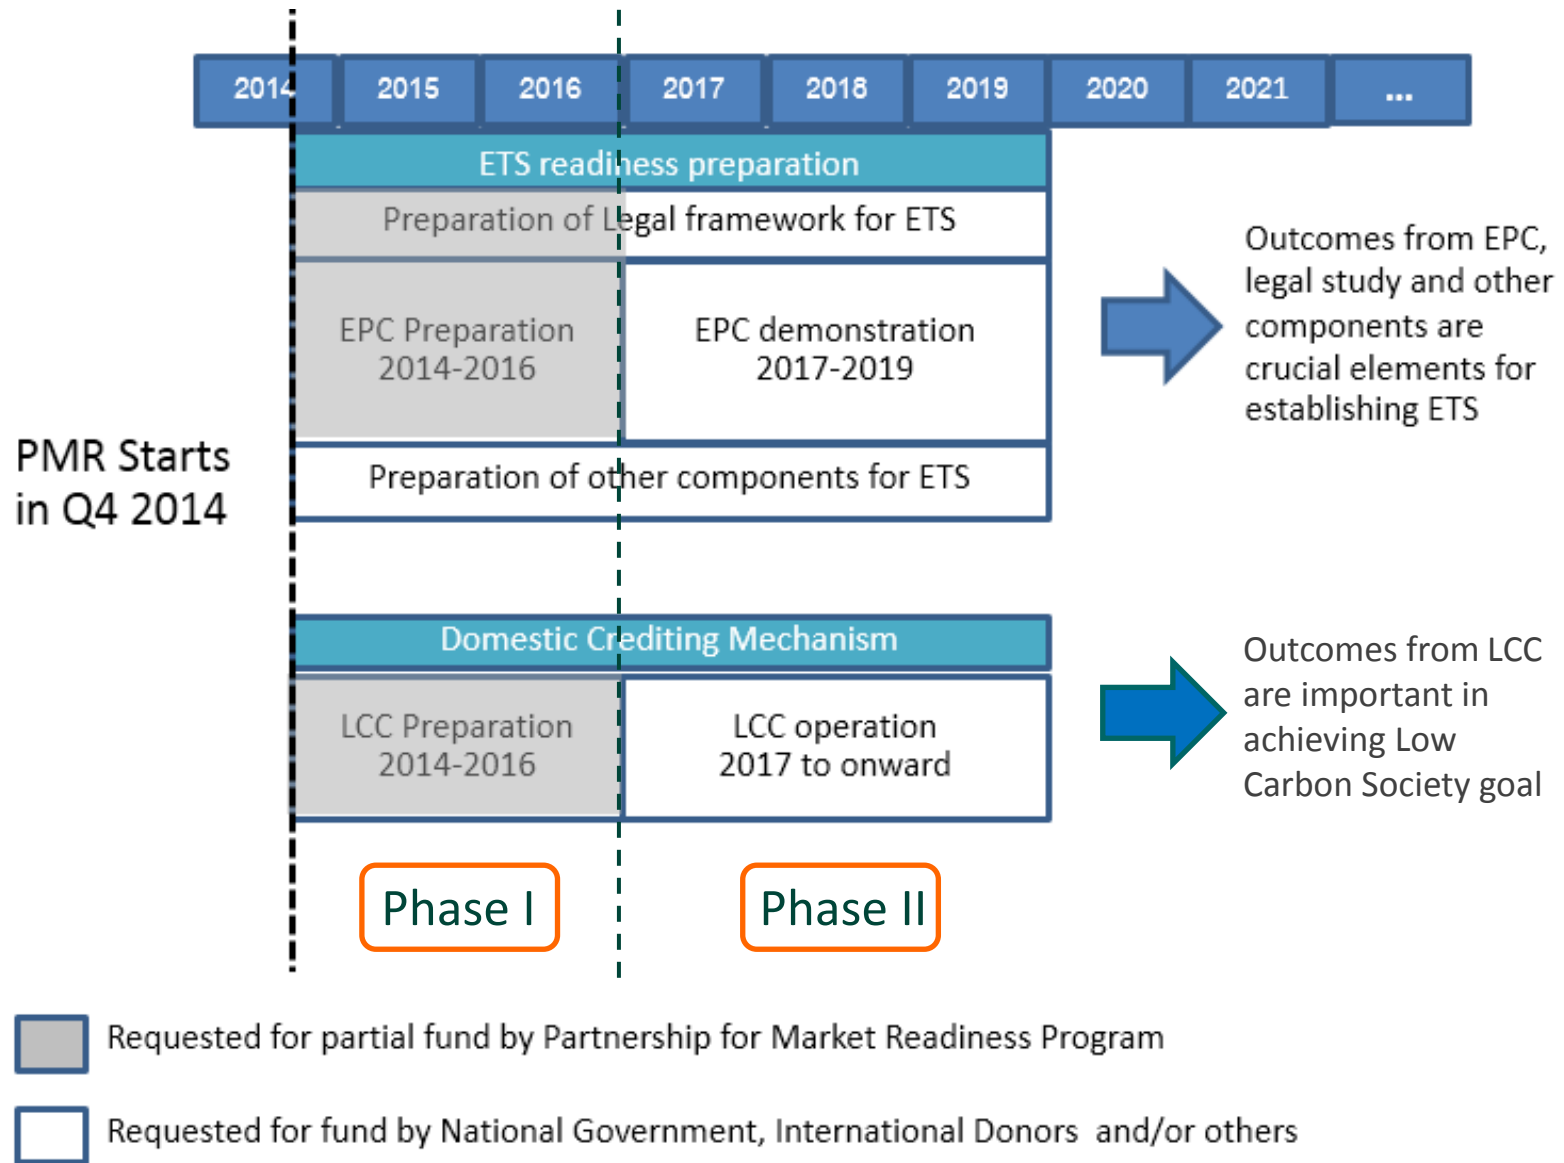 2014 2015 2016 2017 2018 2019 2020 2021 ...
ETS readiness preparation
Preparation of Legal framework for ETS
EPC Preparation
2014-2016
EPC demonstration
2017-2019
Preparation of other components for ETS
Outcomes from EPC,
legal study and other
components are
crucial elements for
establishing ETS
PMR Starts
in Q4 2014
Domestic Crediting Mechanism
LCC Preparation
2014-2016
LCC operation
2017 to onward
Outcomes from LCC
are important in
achieving Low
Carbon Society goal
Phase I
Phase II
Requested for partial fund by Partnership for Market Readiness Program
Requested for fund by National Government, International Donors and/or others